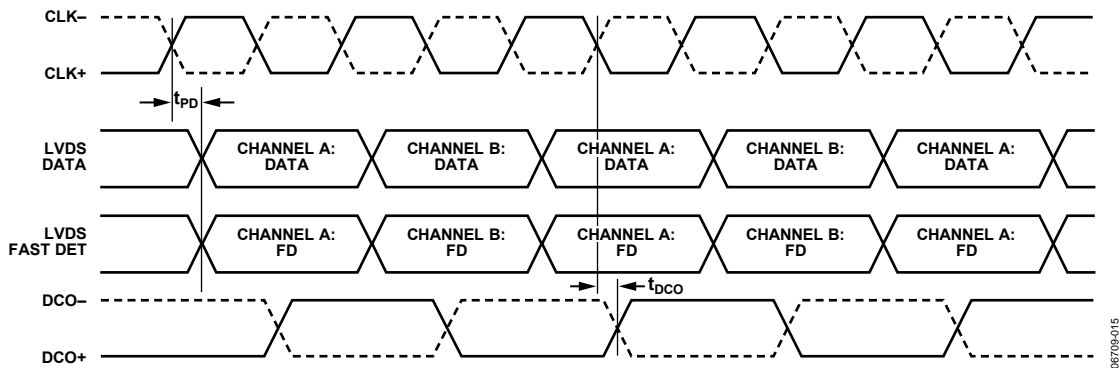 CLK–
CLK+
tPD
LVDS
DATA
CHANNEL A:
DATA
CHANNEL B:
DATA
CHANNEL A:
DATA
CHANNEL B:
DATA
CHANNEL A:
DATA
LVDS
FAST DET
CHANNEL A:
FD
CHANNEL B:
FD
CHANNEL A:
FD
CHANNEL B:
FD
CHANNEL A:
FD
tDCO
DCO–
DCO+
06709-015